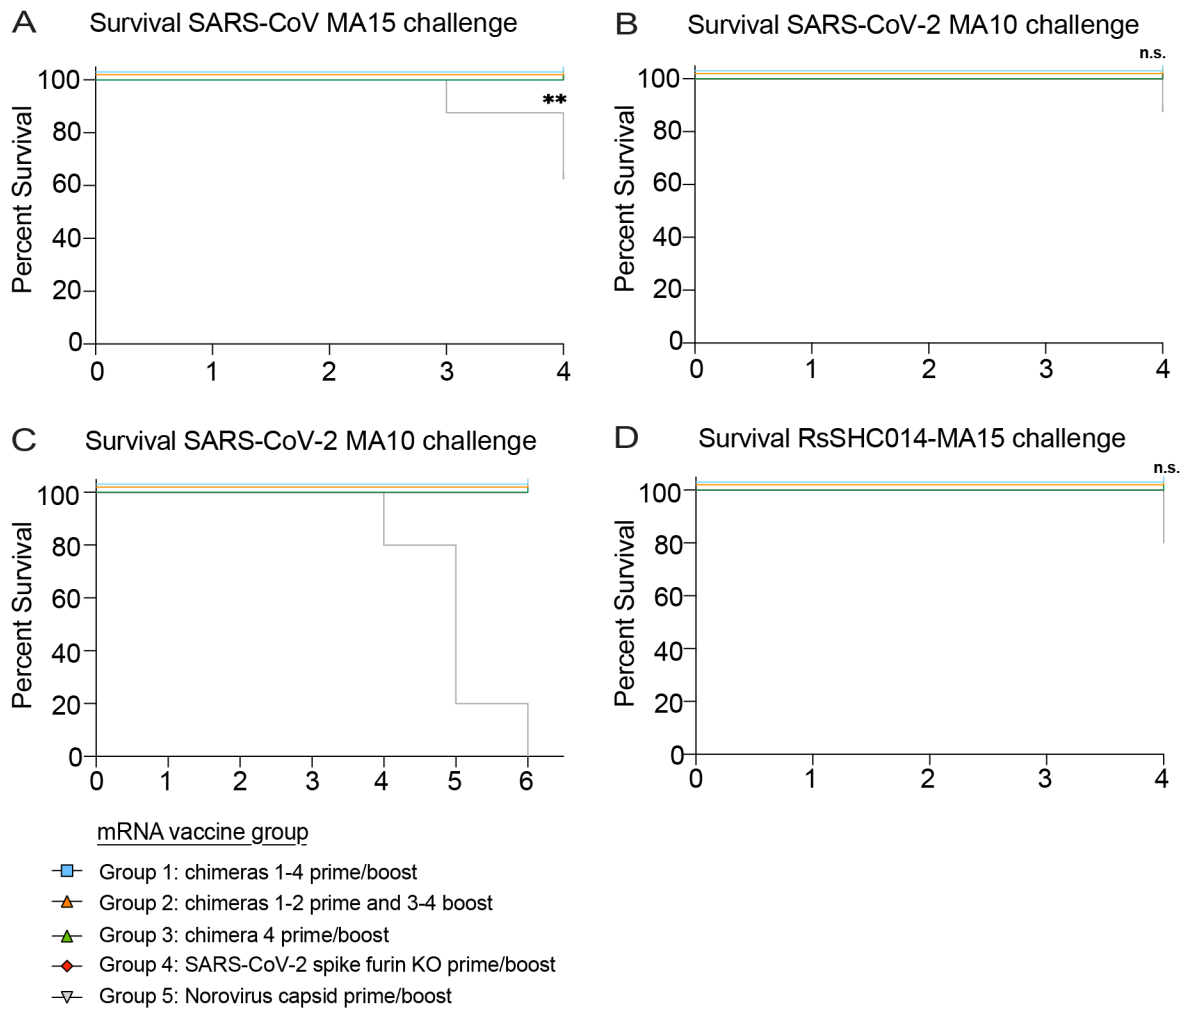 A
Survival SARS-CoV MA15 challenge
Percent Survival
100
80
60
40
20
0
**
0 1 2 3 4
B
Survival SARS-CoV-2 MA10 challenge
n.s.
Percent Survival
100
80
60
40
20
0
0 1 2 3 4
C
Survival SARS-CoV-2 MA10 challenge
Percent Survival
100
80
60
40
20
0
0 1 2 3 4 5 6
D
Survival RsSHC014-MA15 challenge
n.s.
Percent Survival
100
80
60
40
20
0
0 1 2 3 4
mRNA vaccine group
Group 1: chimeras 1-4 prime/boost
Group 2: chimeras 1-2 prime and 3-4 boost
Group 3: chimera 4 prime/boost
Group 4: SARS-CoV-2 spike furin KO prime/boost
Group 5: Norovirus capsid prime/boost